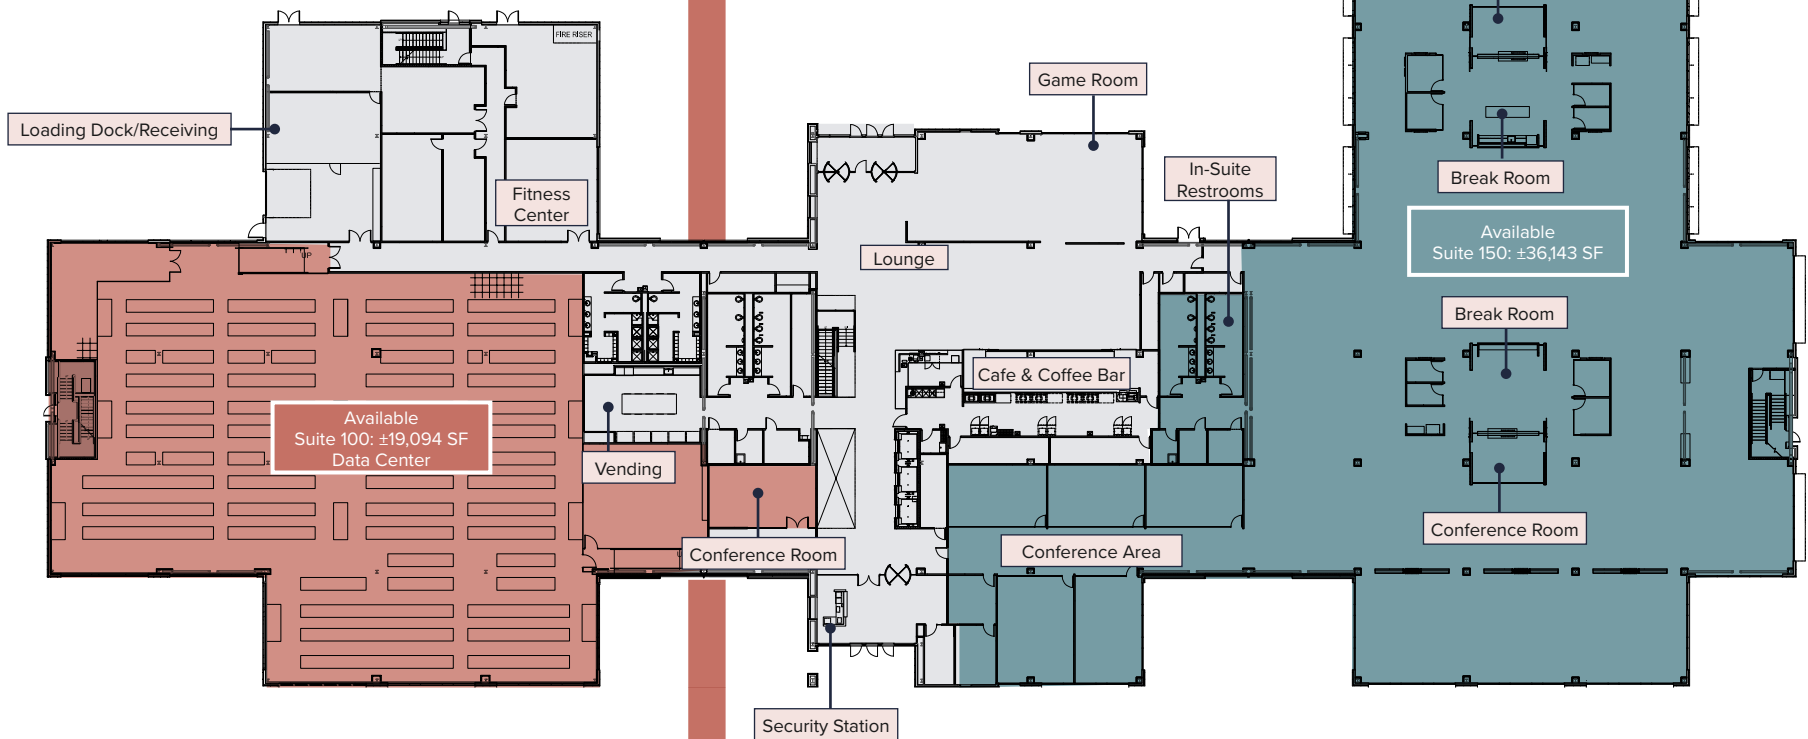 FIRE RISER
Game Room
Loading Dock/Receiving
In-Suite
Restrooms
Break Room
Fitness
Center
Available
Suite 150: ±36,143 SF
Lounge
UP
Break Room
Cafe & Coffee Bar
Available
Suite 100: ±19,094 SF
Data Center
Vending
Conference Room
Conference Room
Conference Area
Security Station